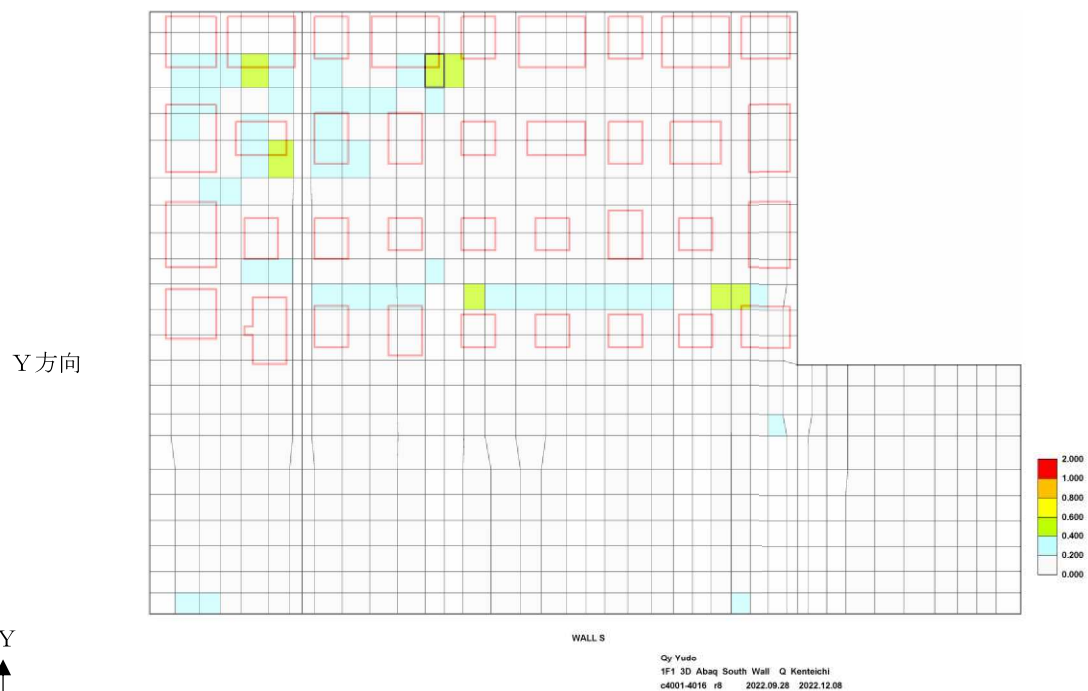 Y方向
2.000
1.000
0.800
0.600
0.400
0.200
0.000
WALL S
Y
Qy Yudo
1F1 3D Abaq South Wall Q Kenteichi
c4001-4016 r8 2022.09.28 2022.12.08